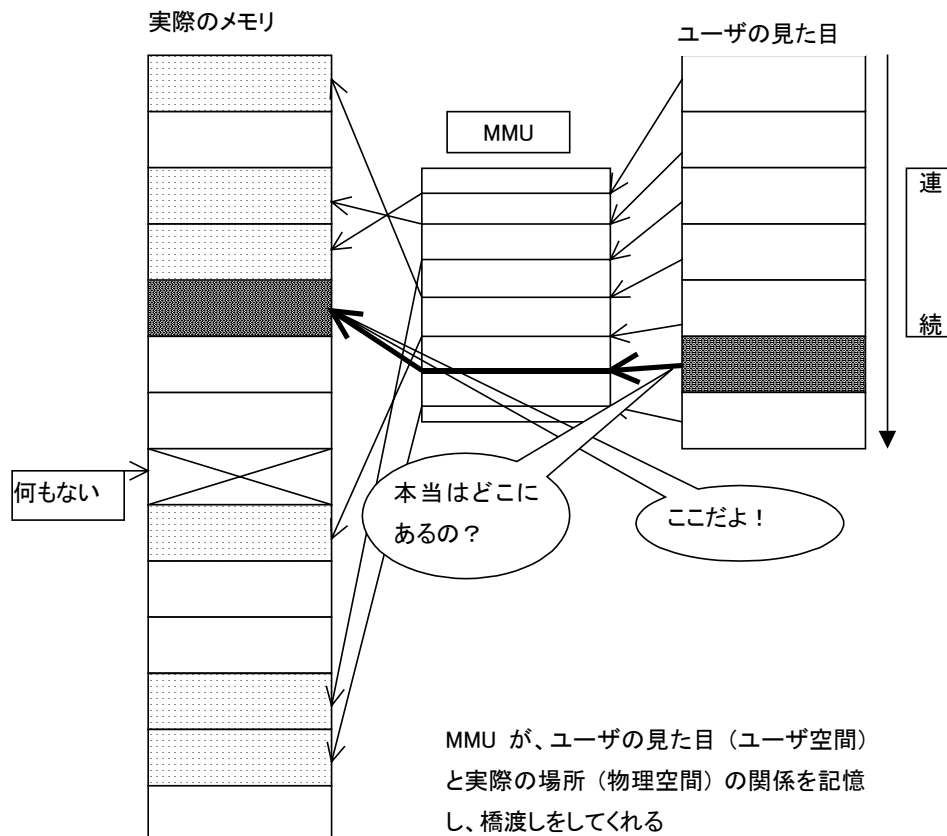 実際のメモリ
ユーザの見た目
MMU
連
続
何もない
本当はどこに
あるの？
ここだよ！
MMU が、ユーザの見た目（ユーザ空間）
と実際の場所（物理空間）の関係を記憶
し、橋渡しをしてくれる